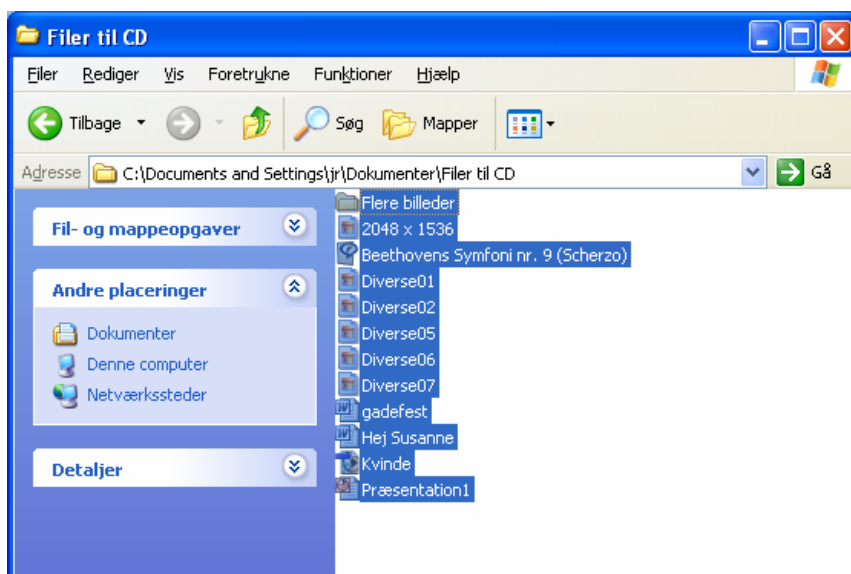 Filer til CD
Filer Rediger Vis Foretrukne Funktioner Hjælp
Tilbage Søg Mapper
Adresse C:\Documents and Settings\jr\Dokumenter\Filer til CD Gå
Fil- og mappeopgaver
Andre placeringer
Dokumenter
Denne computer
Netværkssteder
Detaljer
Flere billeder
2048 x 1536
Beethovens Symfoni nr. 9 (Scherzo)
Diverse01
Diverse02
Diverse05
Diverse06
Diverse07
gadefest
Hej Susanne
Kvinde
Præsentation1